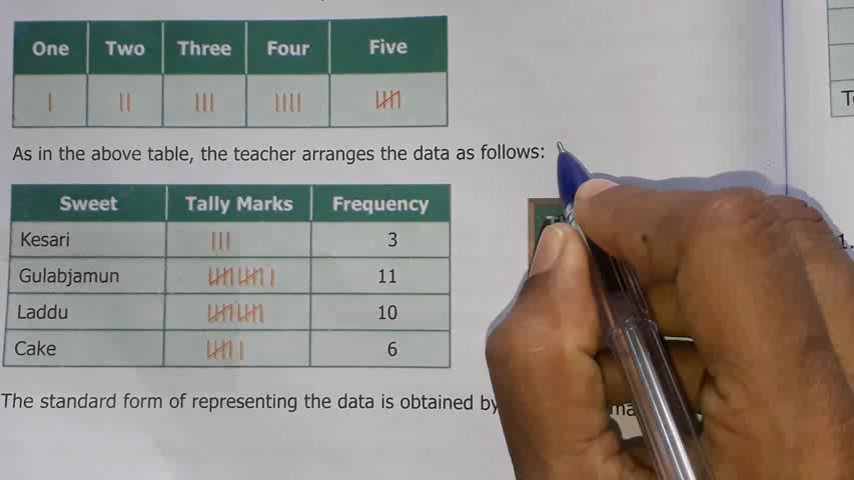 One Two Three Four Five
As in the above table, the teacher arranges the data as follows:
Sweet Tally Marks Frequency
Kesari 3
Gulabjamun 11
Laddu 10
Cake 6
The standard form of representing the data is obtained by
1.